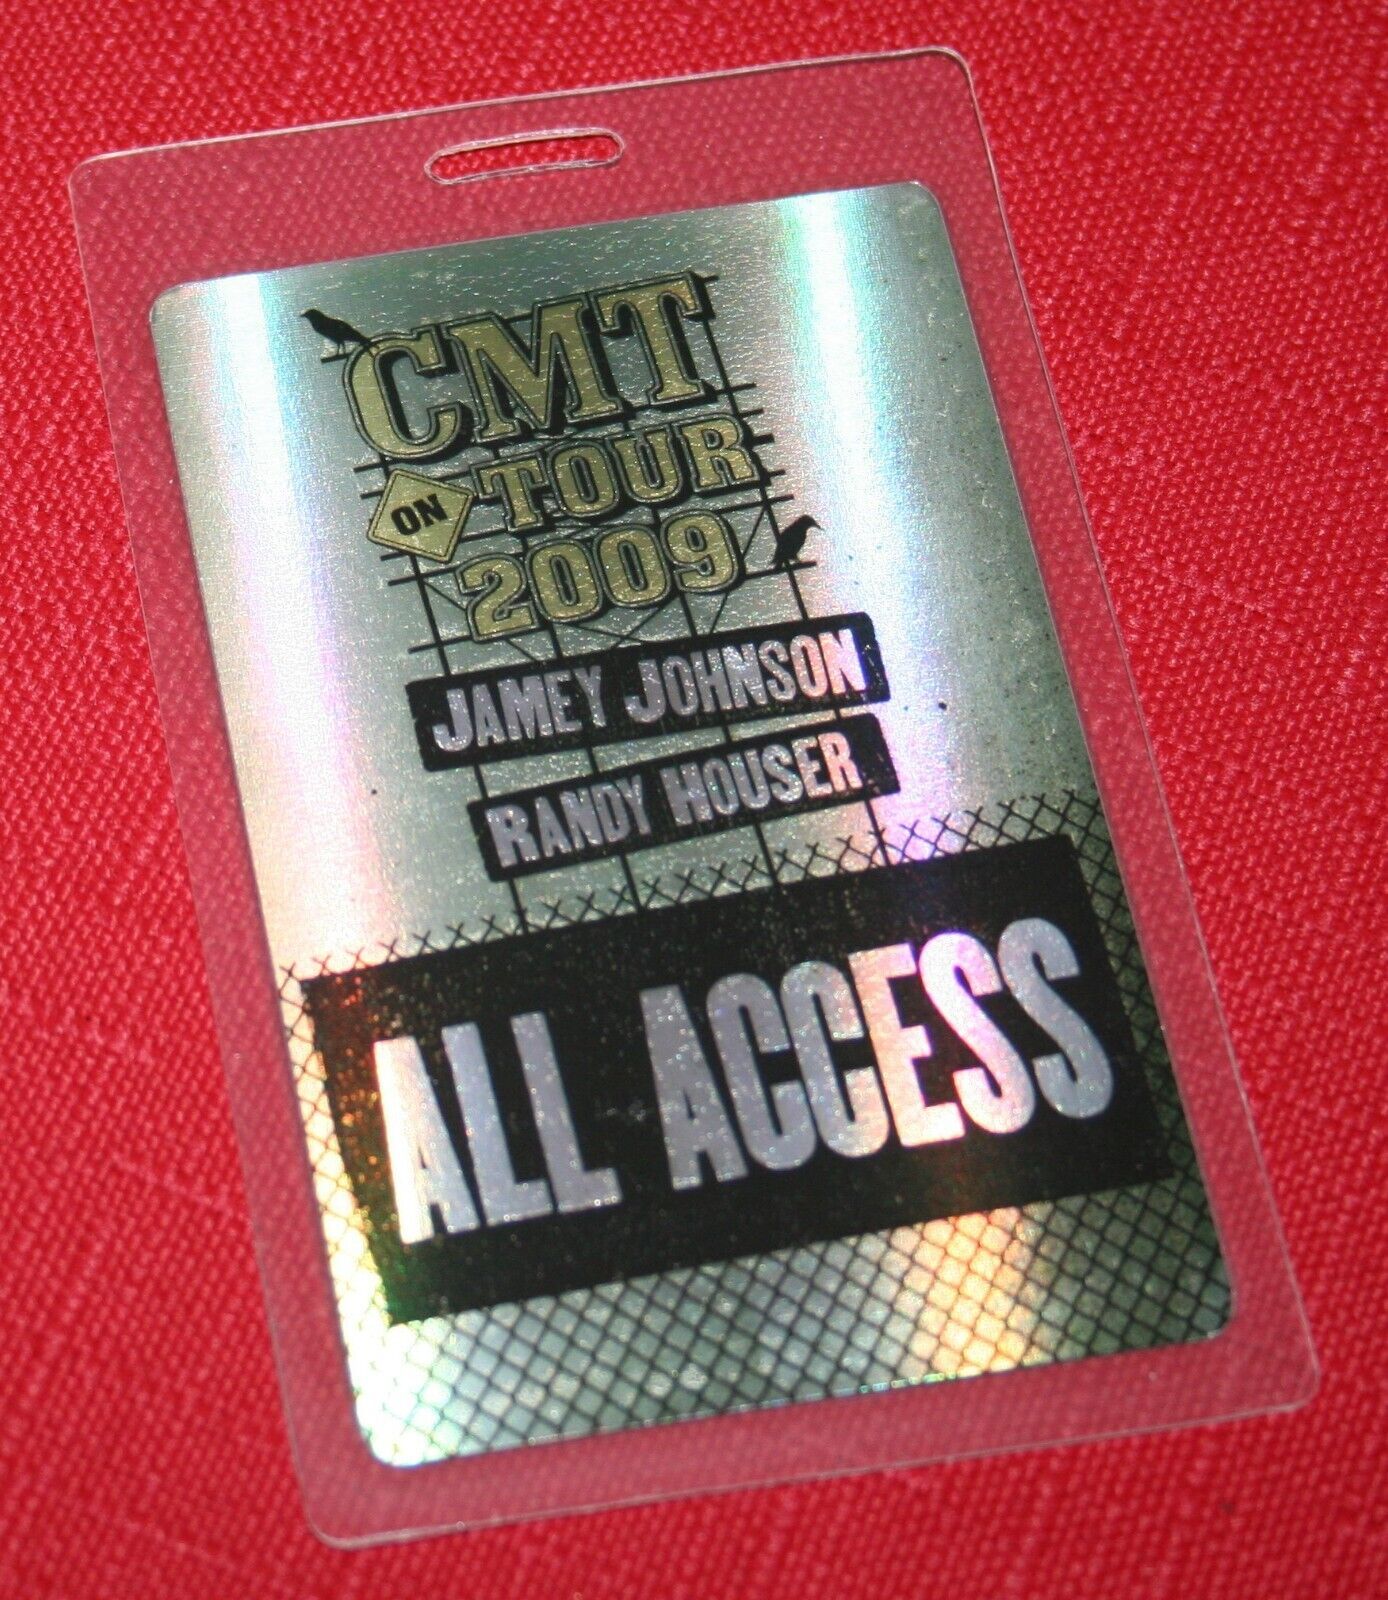 CMT
ON TOUR
2009
JAMEY JOHNSON
RANDY HOUSER
ALL ACCESS